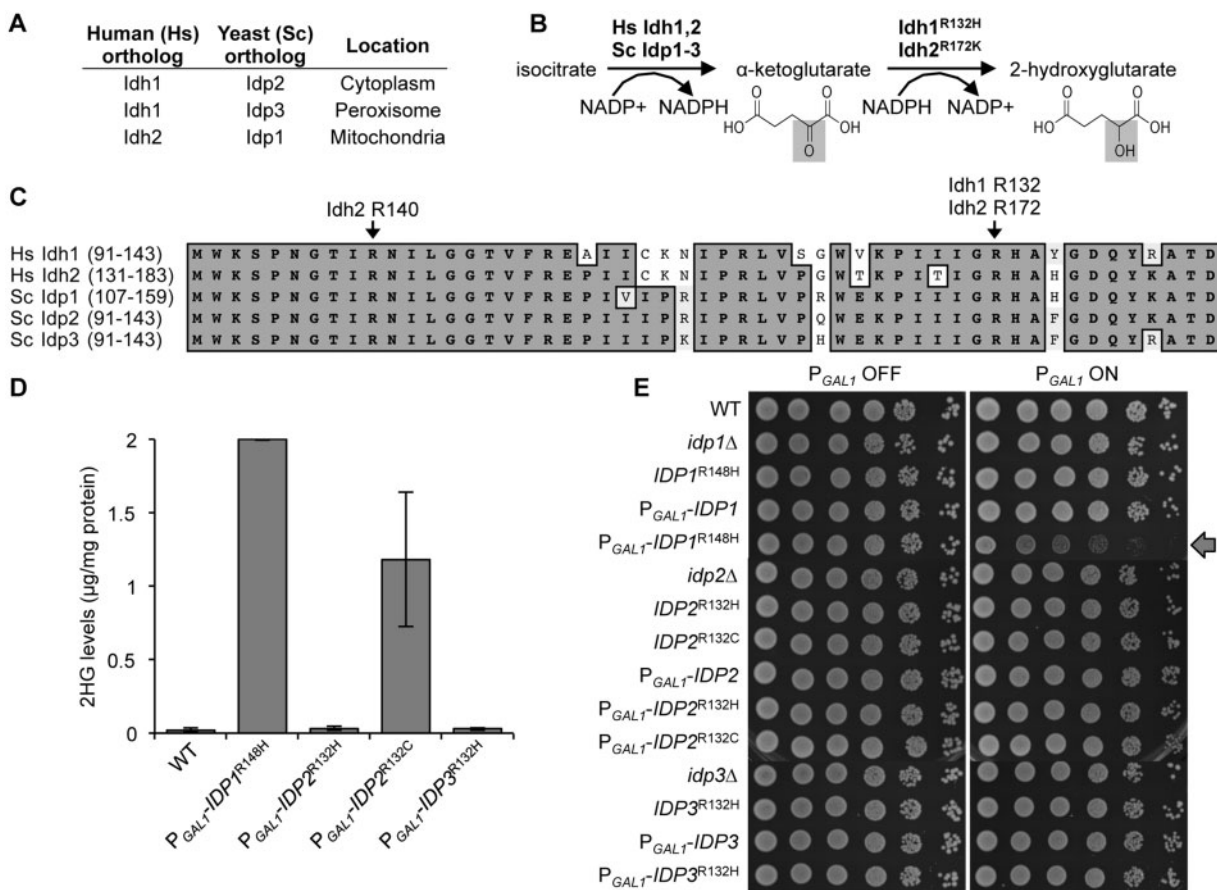 A
Human (Hs) ortholog Yeast (Sc) ortholog Location
Idh1 Idp2 Cytoplasm
Idh1 Idp3 Peroxisome
Idh2 Idp1 Mitochondria
B
Hs Idh1,2
Sc Idp1-3
Idh1R132H
Idh2R172K
isocitrate α-ketoglutarate 2-hydroxyglutarate
NADP+ NADPH NADPH NADP+
O O
HO OH
O
O O
HO OH
OH
C
Idh2 R140
Idh1 R132
Idh2 R172
Hs Idh1 (91-143) M W K S P N G T I R N I L G G T V F R E A I I C K N I P R L V S G W V K P I I I G R H A Y G D Q Y R A T D
Hs Idh2 (131-183) M W K S P N G T I R N I L G G T V F R E P I I C K N I P R L V P G W T K P I T I G R H A H G D Q Y K A T D
Sc Idp1 (107-159) M W K S P N G T I R N I L G G T V F R E P I V I P R I P R L V P R W E K P I I I G R H A H G D Q Y K A T D
Sc Idp2 (91-143) M W K S P N G T I R N I L G G T V F R E P I I I P R I P R L V P Q W E K P I I I G R H A F G D Q Y K A T D
Sc Idp3 (91-143) M W K S P N G T I R N I L G G T V F R E P I I I P K I P R L V P H W E K P I I I G R H A F G D Q Y R A T D
D
2HG levels (µg/mg protein)
2
1.5
1
0.5
0
WT
PGAL1-IDP1R148H
PGAL1-IDP2R132H
PGAL1-IDP2R132C
PGAL1-IDP3R132H
E
PGAL1 OFF PGAL1 ON
WT
idp1Δ
IDP1R148H
PGAL1-IDP1
PGAL1-IDP1R148H
idp2Δ
IDP2R132H
IDP2R132C
PGAL1-IDP2
PGAL1-IDP2R132H
PGAL1-IDP2R132C
idp3Δ
IDP3R132H
PGAL1-IDP3
PGAL1-IDP3R132H